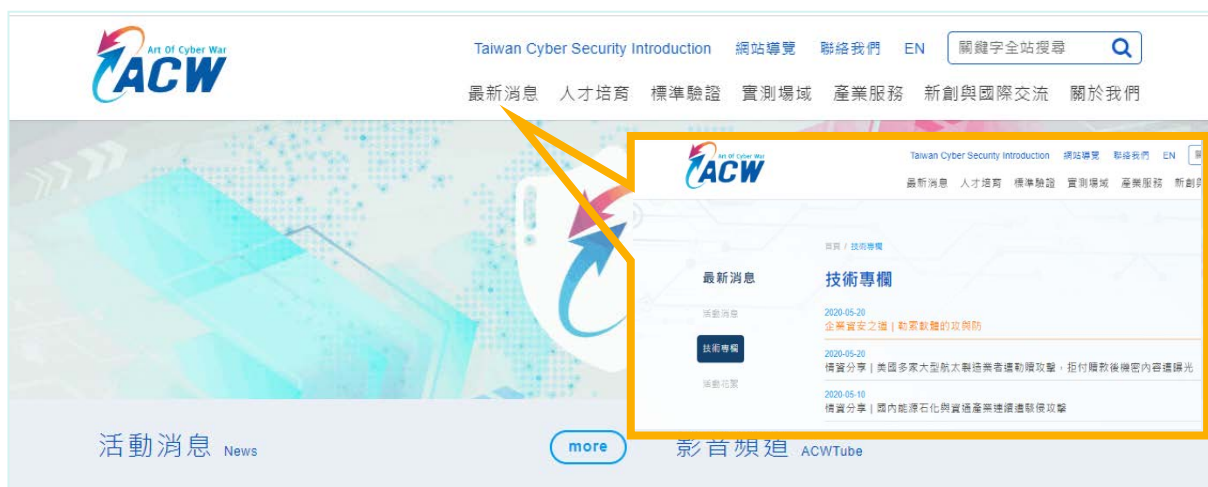 Art Of Cyber War
ACW
Taiwan Cyber Security Introduction 網站導覽 聯絡我們 EN 關鍵字全站搜尋
最新消息 人才培育 標準驗證 實測場域 產業服務 新創與國際交流 關於我們
Art Of Cyber War
ACW
Taiwan Cyber Security Introduction 網站導覽 聯絡我們 EN
最新消息 人才培育 標準驗證 實測場域 產業服務 新創
首頁 / 技術專欄
最新消息
技術專欄
活動消息
技術專欄
活動花絮
2020-05-20
企業資安之道 | 勒索軟體的攻與防
2020-05-20
情資分享 | 美國多家大型航太製造業者遭勒贖攻擊,拒付贖款後機密內容遭曝光
2020-05-10
情資分享 | 國內能源石化與資通產業連續遭駭侵攻擊
活動消息 News
more
影音頻道 ACWTube